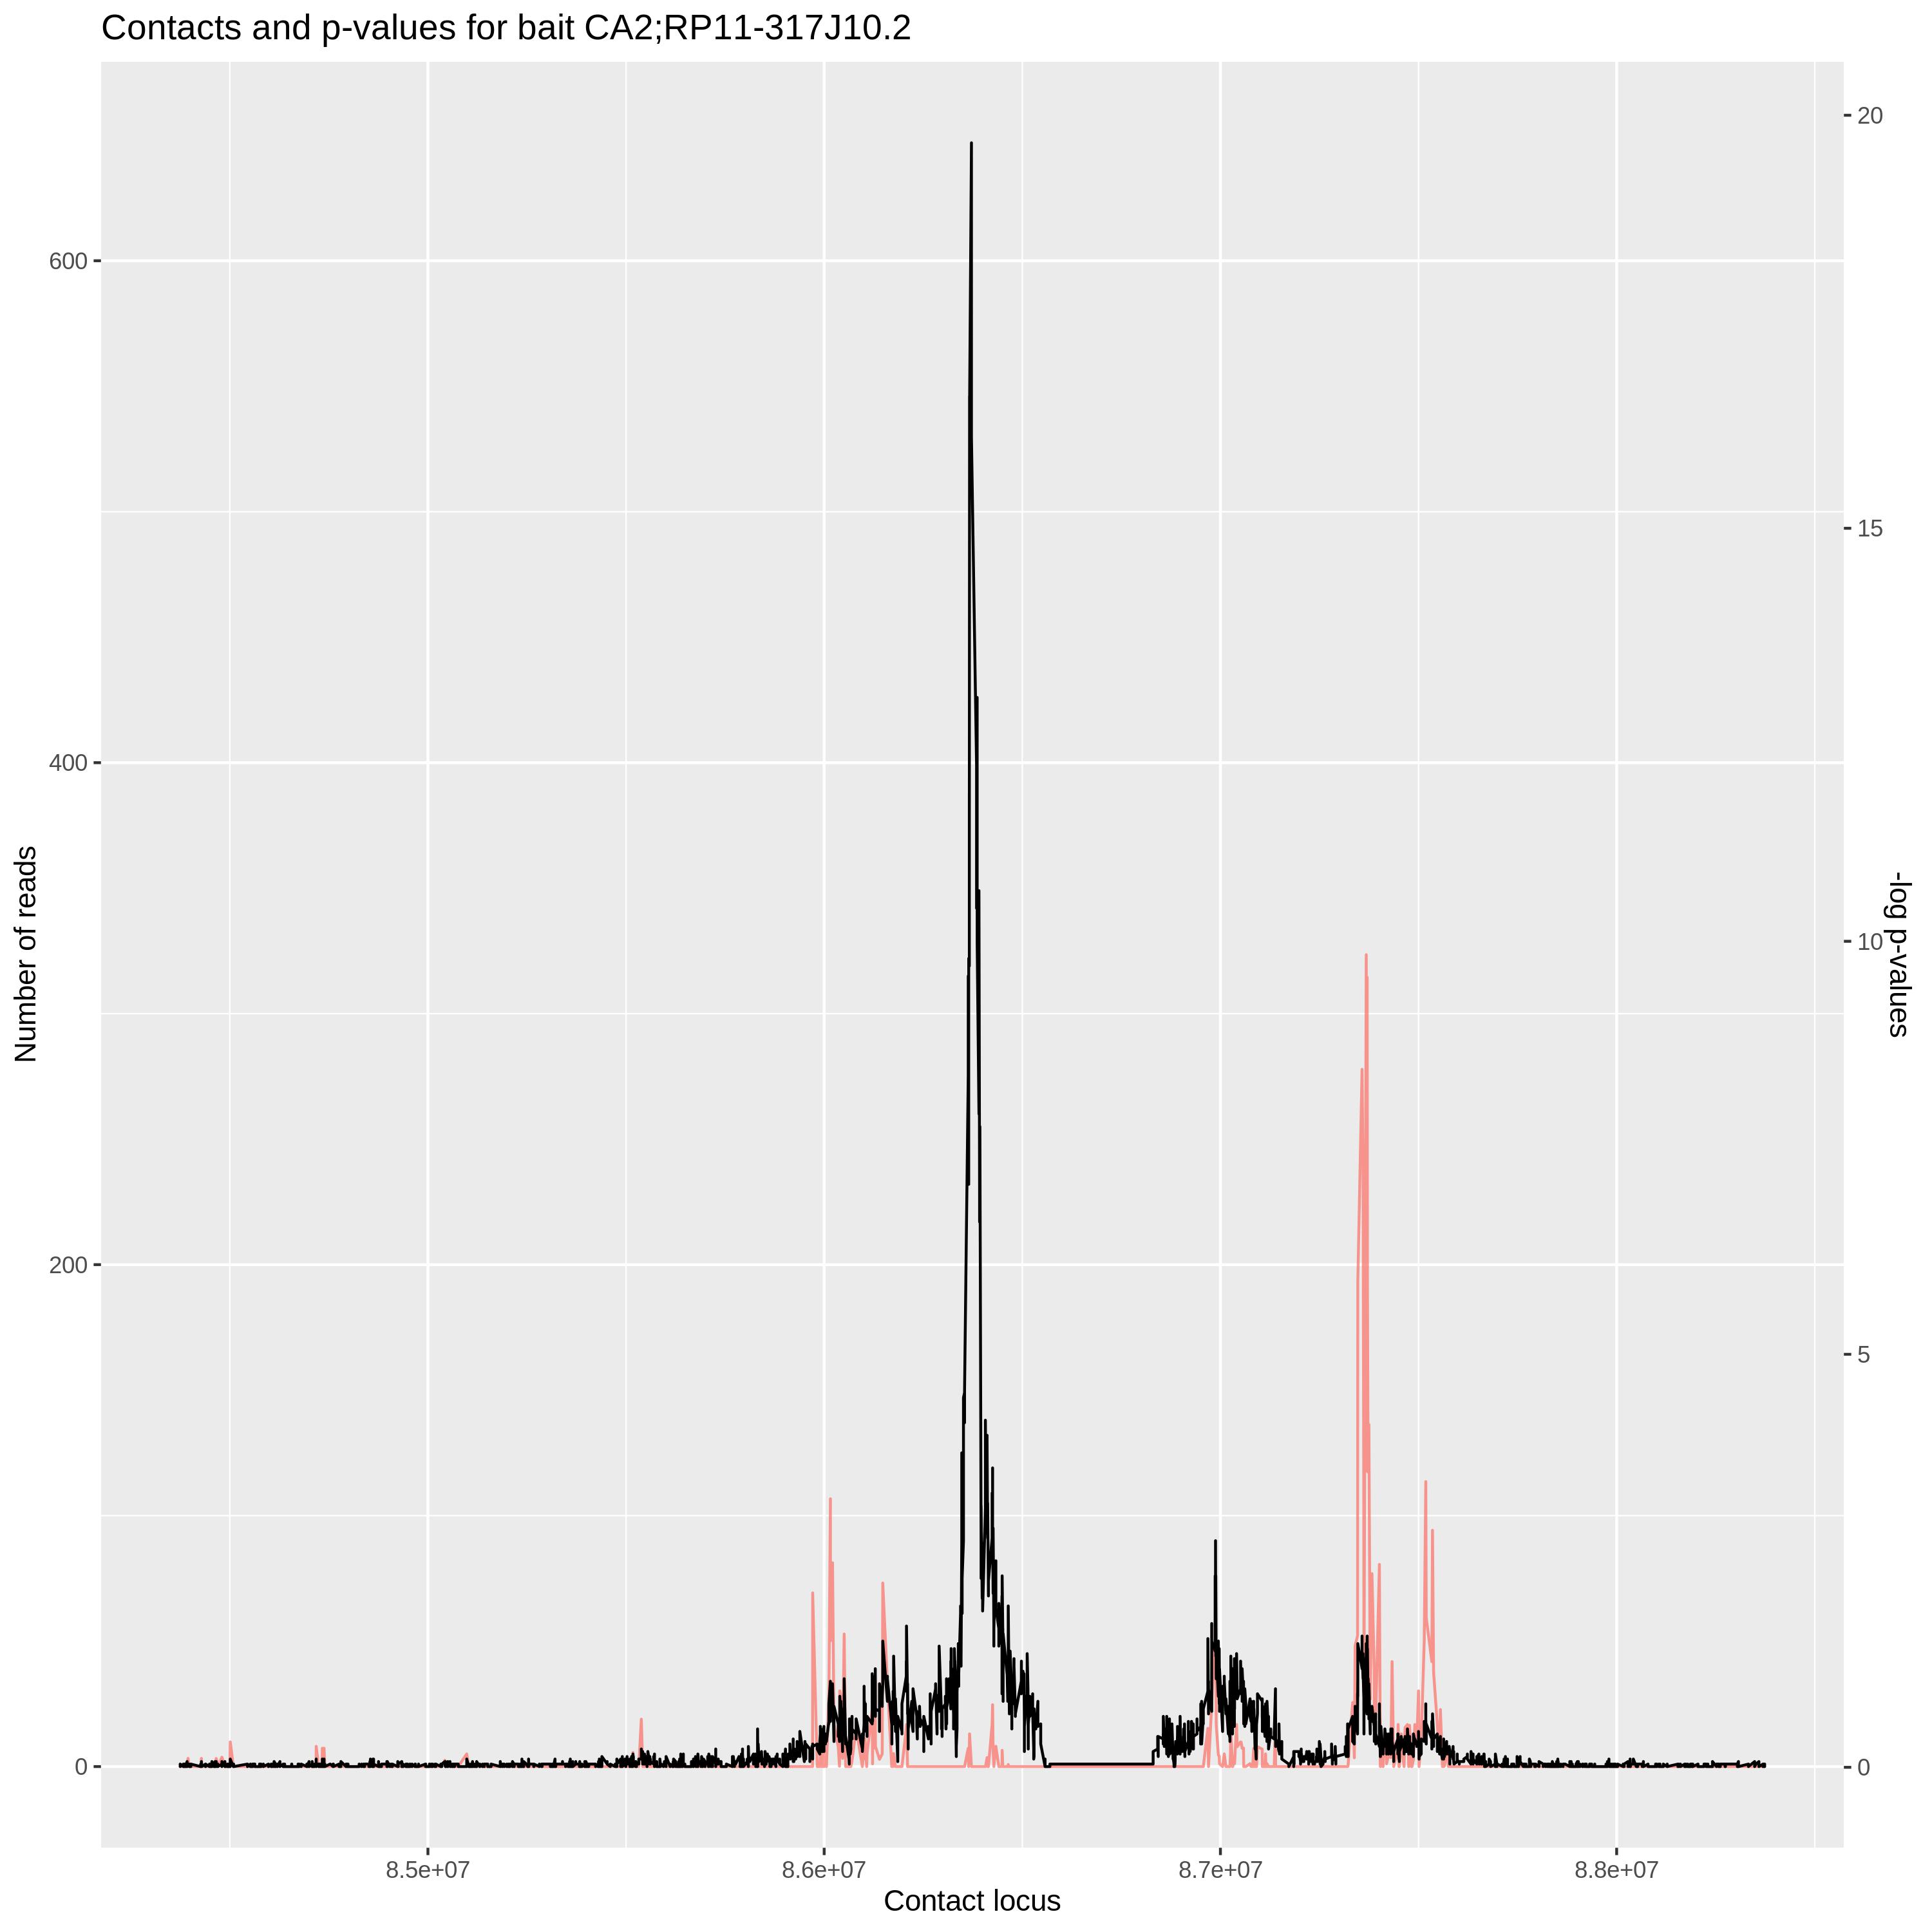 Contacts and p-values for bait CA2;RP11-317J10.2
20
600
15
400
Number of reads
-log p-values
10
200
5
0
0
8.5e+07
8.6e+07
8.7e+07
8.8e+07
Contact locus